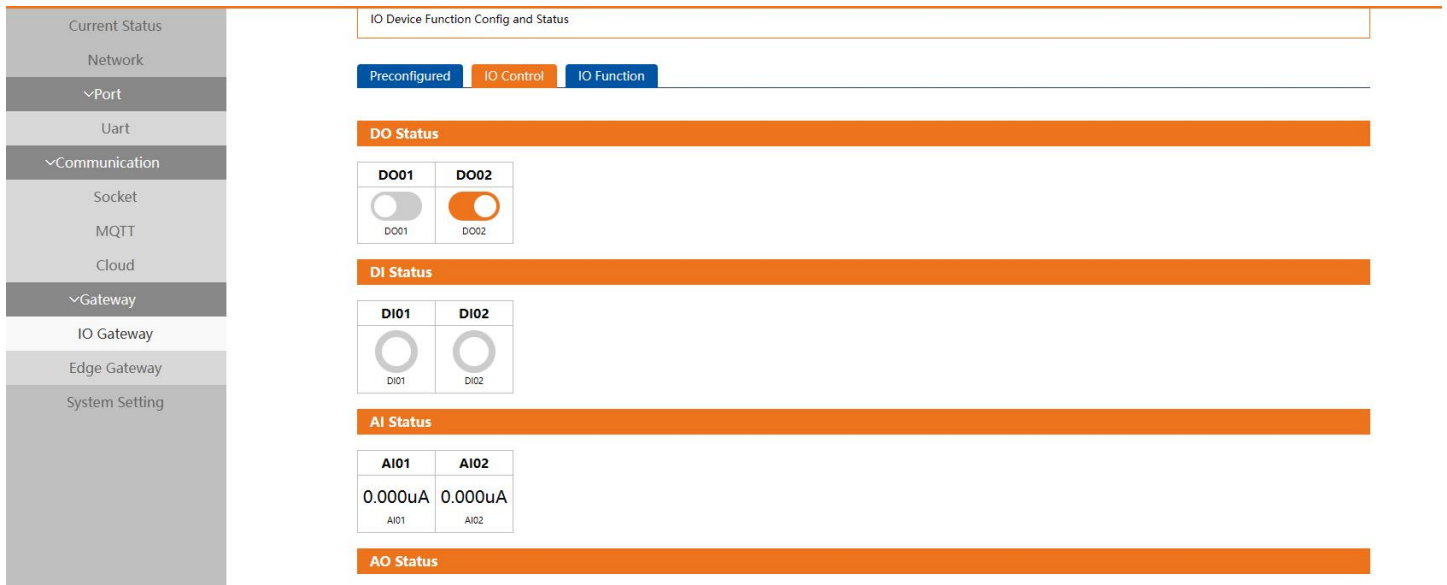 Current Status
Network
Port
Uart
Communication
Socket
MQTT
Cloud
Gateway
IO Gateway
Edge Gateway
System Setting
IO Device Function Config and Status
Preconfigured IO Control IO Function
DO Status
DO01 DO02
DO01 DO02
DI Status
DI01 DI02
DI01 DI02
AI Status
AI01 AI02
0.000uA 0.000uA
AI01 AI02
AO Status